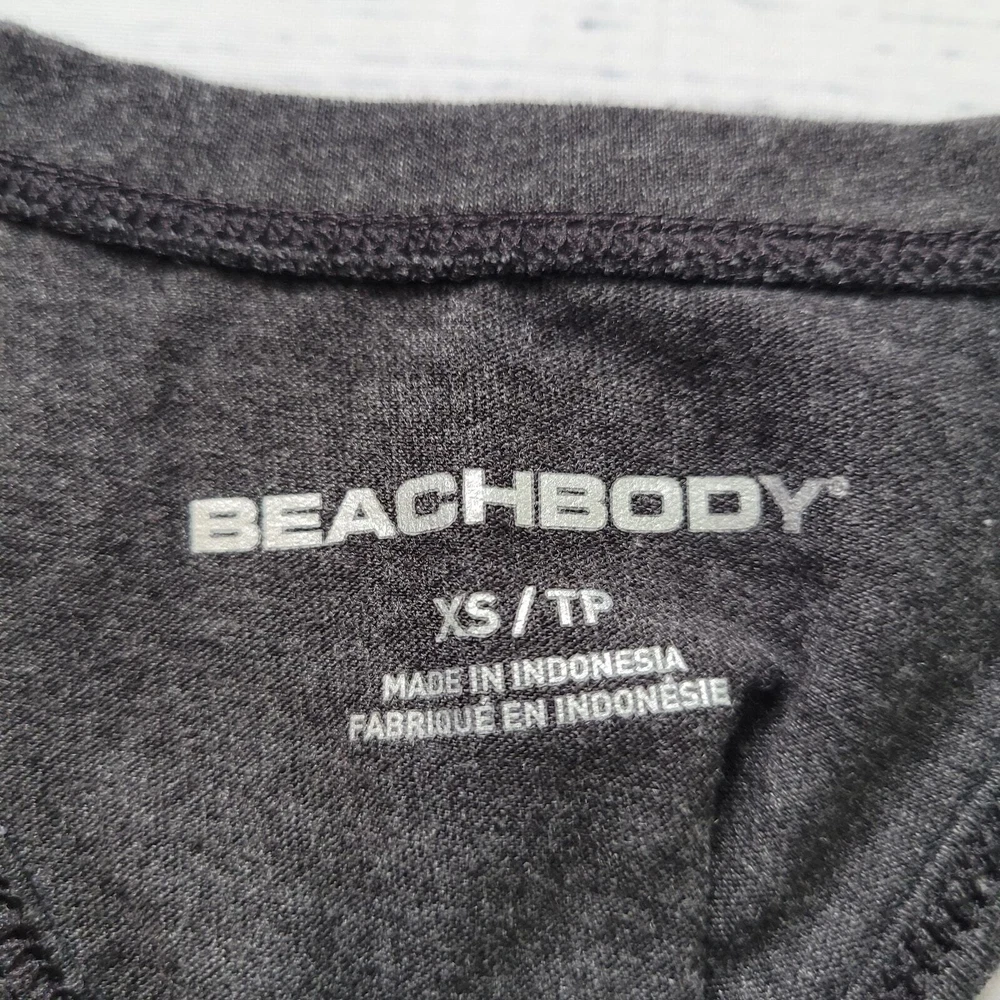 BEACHBODY®
XS / TP
MADE IN INDONESIA
FABRIQUÉ EN INDONÉSIE